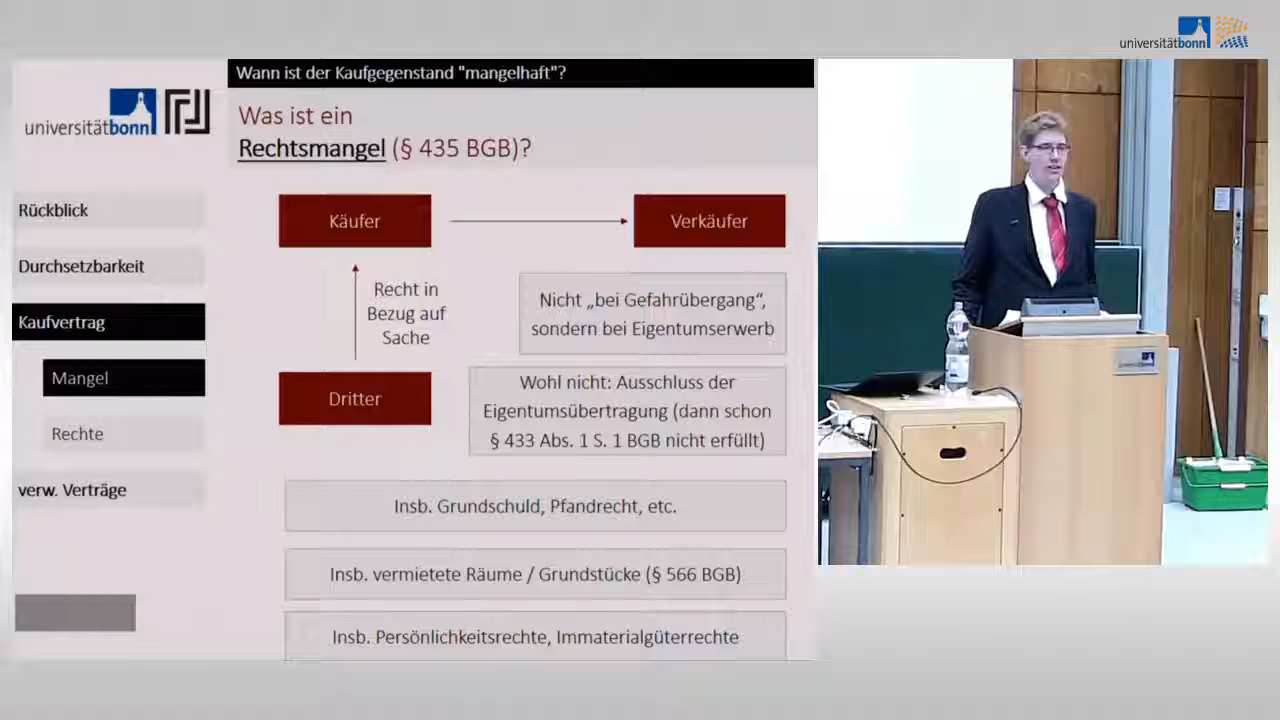 universitätbonn
Wann ist der Kaufgegenstand "mangelhaft"?
universitätbonn
Was ist ein
Rechtsmangel (§ 435 BGB)?
Rückblick
Durchsetzbarkeit
Kaufvertrag
Mangel
Rechte
verw. Verträge
Käufer
Verkäufer
Recht in
Bezug auf
Sache
Nicht „bei Gefahrübergang“,
sondern bei Eigentumserwerb
Dritter
Wohl nicht: Ausschluss der
Eigentumsübertragung (dann schon
§ 433 Abs. 1 S. 1 BGB nicht erfüllt)
Insb. Grundschuld, Pfandrecht, etc.
Insb. vermietete Räume / Grundstücke (§ 566 BGB)
Insb. Persönlichkeitsrechte, Immaterialgüterrechte